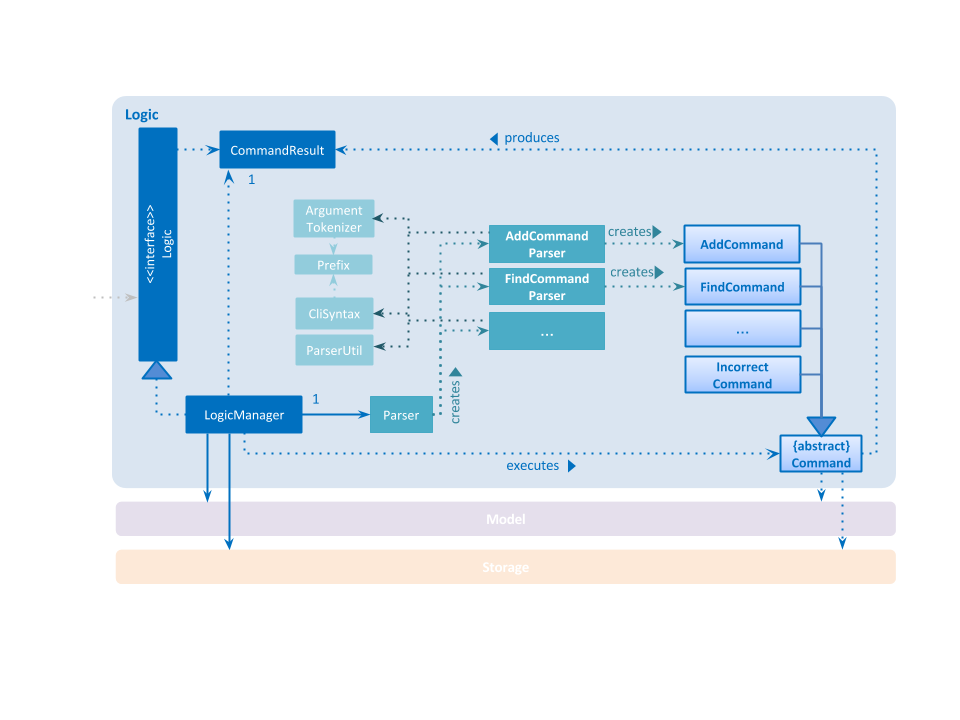 Logic
<<interface>>
Logic
CommandResult
produces
1
Argument
Tokenizer
Prefix
CliSyntax
ParserUtil
AddCommand
Parser
creates
AddCommand
FindCommand
Parser
creates
FindCommand
...
...
Incorrect
Command
LogicManager
1
Parser
creates
{abstract}
Command
executes
Model
Storage